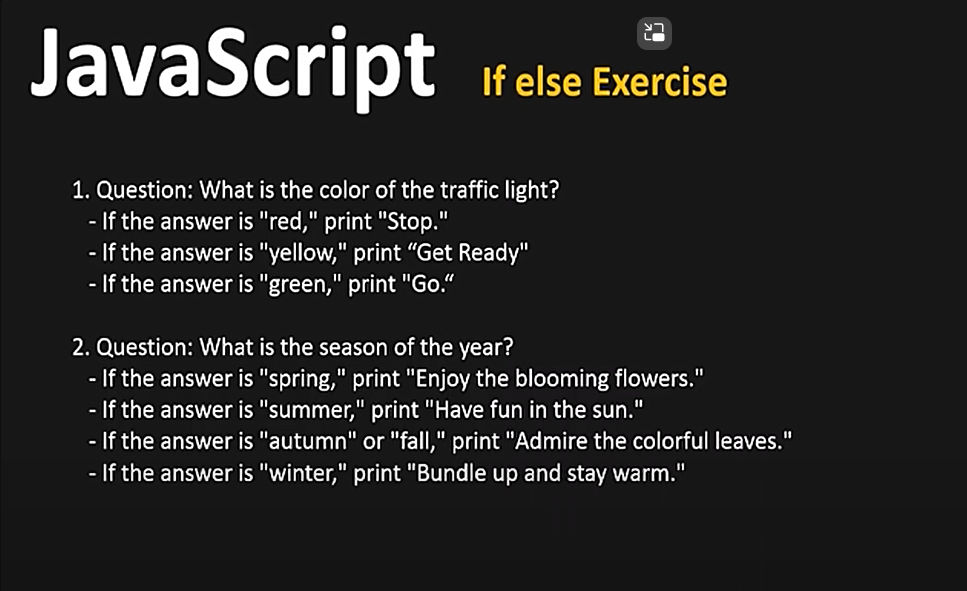 JavaScript If else Exercise
1. Question: What is the color of the traffic light?
- If the answer is "red," print "Stop."
- If the answer is "yellow," print “Get Ready"
- If the answer is "green," print "Go.“
2. Question: What is the season of the year?
- If the answer is "spring," print "Enjoy the blooming flowers."
- If the answer is "summer," print "Have fun in the sun."
- If the answer is "autumn" or "fall," print "Admire the colorful leaves."
- If the answer is "winter," print "Bundle up and stay warm."